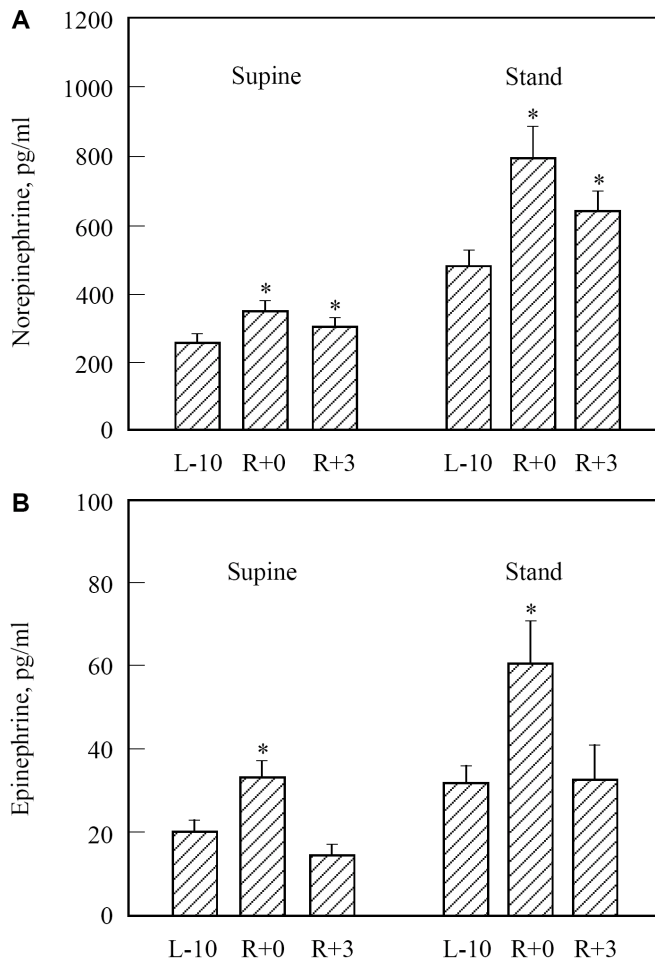 A
1200
1000
800
600
400
200
0
Norepinephrine, pg/ml
Supine
Stand
*
*
*
*
L-10 R+0 R+3
L-10 R+0 R+3
B
100
80
60
40
20
0
Epinephrine, pg/ml
Supine
Stand
*
*
L-10 R+0 R+3
L-10 R+0 R+3